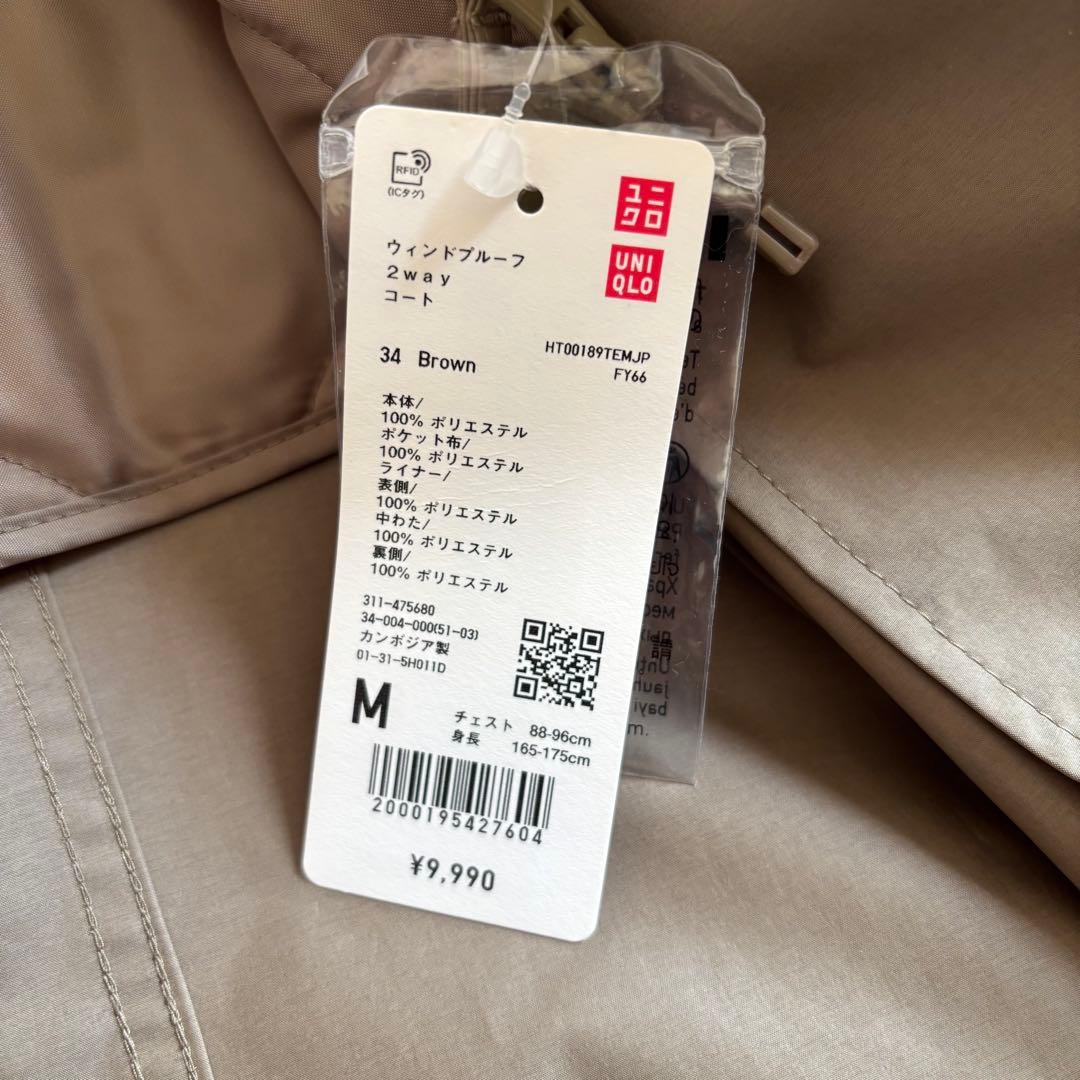 RFID
(ICタグ)
ユニ
クロ
UNI
QLO
ウィンドプルーフ
2way
コート
34 Brown
HT00189TEMJP
FY66
本体/
100% ポリエステル
ポケット布/
100% ポリエステル
ライナー/
表側/
100% ポリエステル
中わた/
100% ポリエステル
裏側/
100% ポリエステル
311-475680
34-004-000(51-03)
カンボジア製
01-31-5H011D
M
チェスト 88-96cm
身長 165-175cm
2000195427604
¥9,990